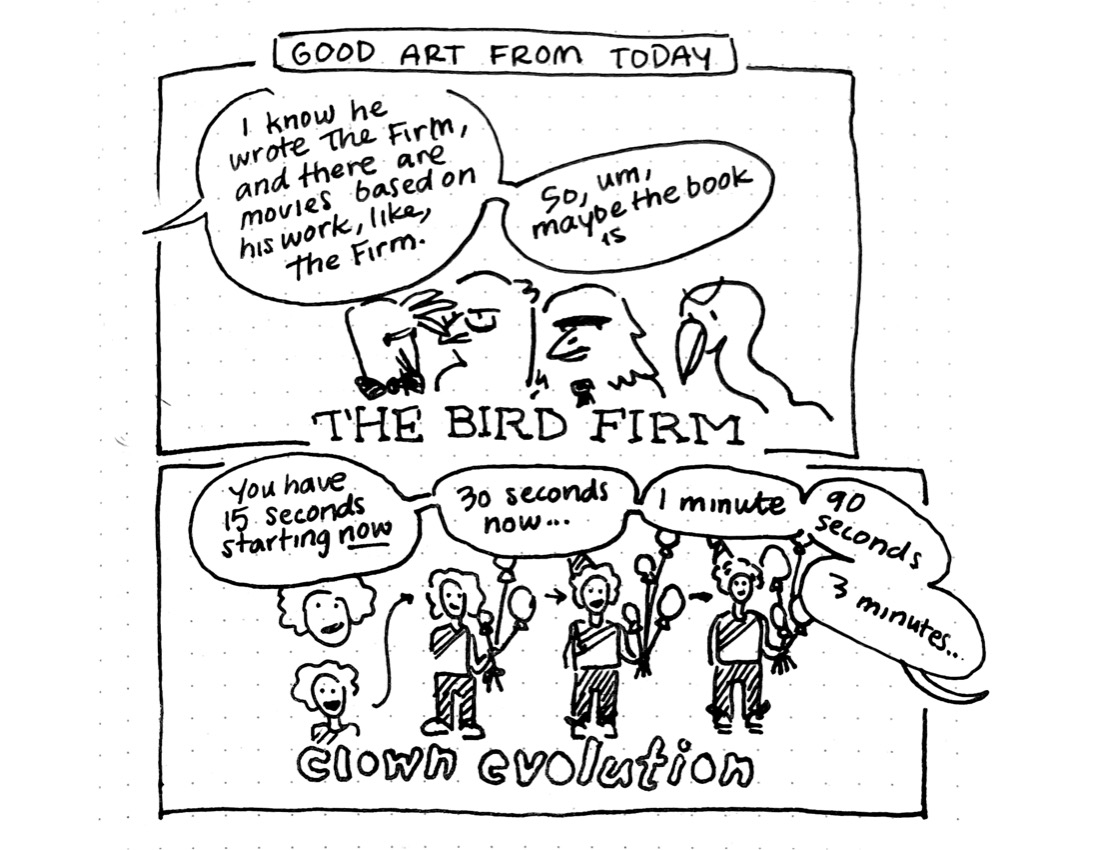 GOOD ART FROM TODAY
I know he
wrote The Firm,
and there are
movies based on
his work, like,
The Firm.
So, um,
maybe the book
is
THE BIRD FIRM
You have
15 seconds
starting now
30 seconds
now...
1 minute
90
seconds
3 minutes...
clown evolution